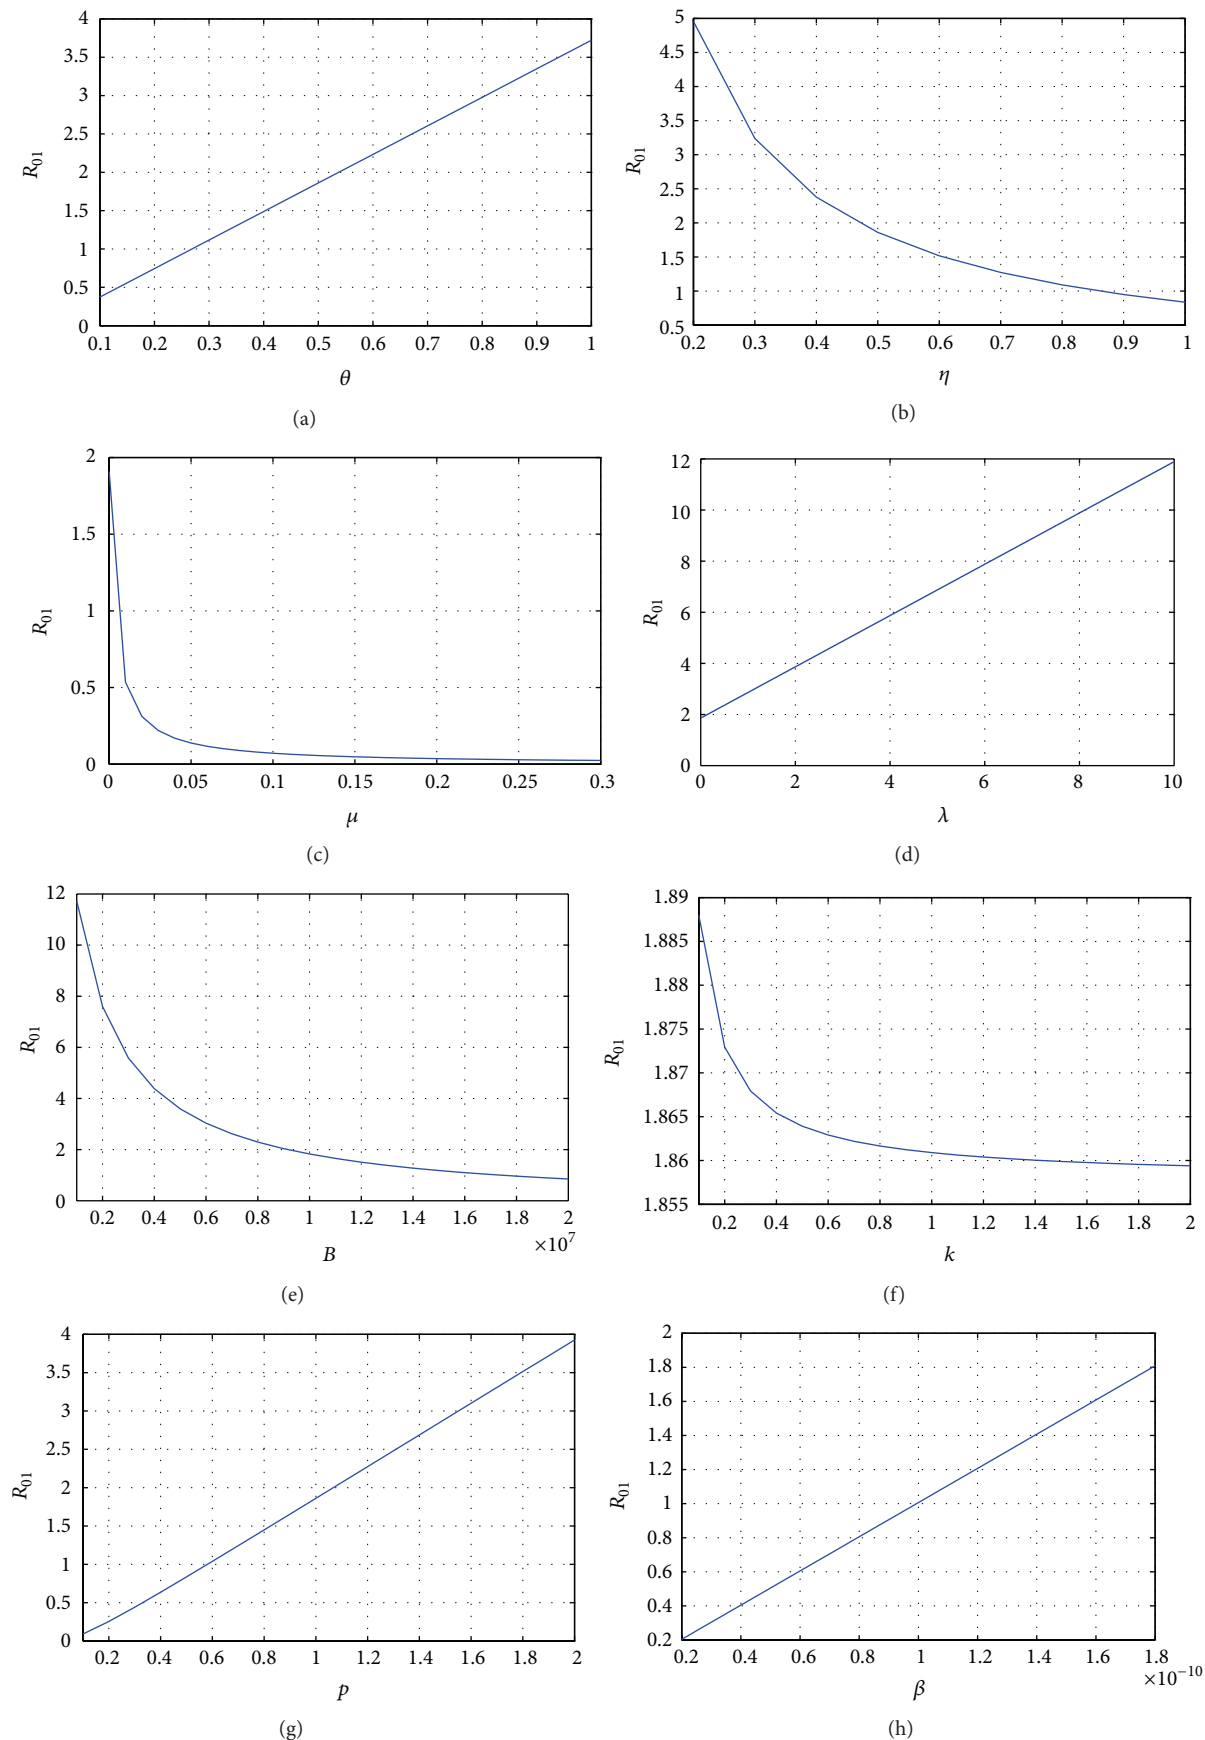 4
3.5
3
2.5
2
1.5
1
0.5
0
R01
0.1 0.2 0.3 0.4 0.5 0.6 0.7 0.8 0.9 1
θ
(a)
5
4.5
4
3.5
3
2.5
2
1.5
1
0.5
R01
0.2 0.3 0.4 0.5 0.6 0.7 0.8 0.9 1
η
(b)
2
1.5
1
0.5
0
R01
0 0.05 0.1 0.15 0.2 0.25 0.3
μ
(c)
12
10
8
6
4
2
0
R01
0 2 4 6 8 10
λ
(d)
12
10
8
6
4
2
0
R01
0.2 0.4 0.6 0.8 1 1.2 1.4 1.6 1.8 2
×10⁷
B
(e)
1.89
1.885
1.88
1.875
1.87
1.865
1.86
1.855
R01
0.2 0.4 0.6 0.8 1 1.2 1.4 1.6 1.8 2
k
(f)
4
3.5
3
2.5
2
1.5
1
0.5
0
R01
0.2 0.4 0.6 0.8 1 1.2 1.4 1.6 1.8 2
p
(g)
2
1.8
1.6
1.4
1.2
1
0.8
0.6
0.4
0.2
R01
0.2 0.4 0.6 0.8 1 1.2 1.4 1.6 1.8
×10⁻¹⁰
β
(h)